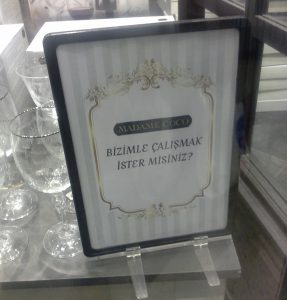 MADAME COCO
BİZİMLE ÇALIŞMAK
İSTER MİSİNİZ?